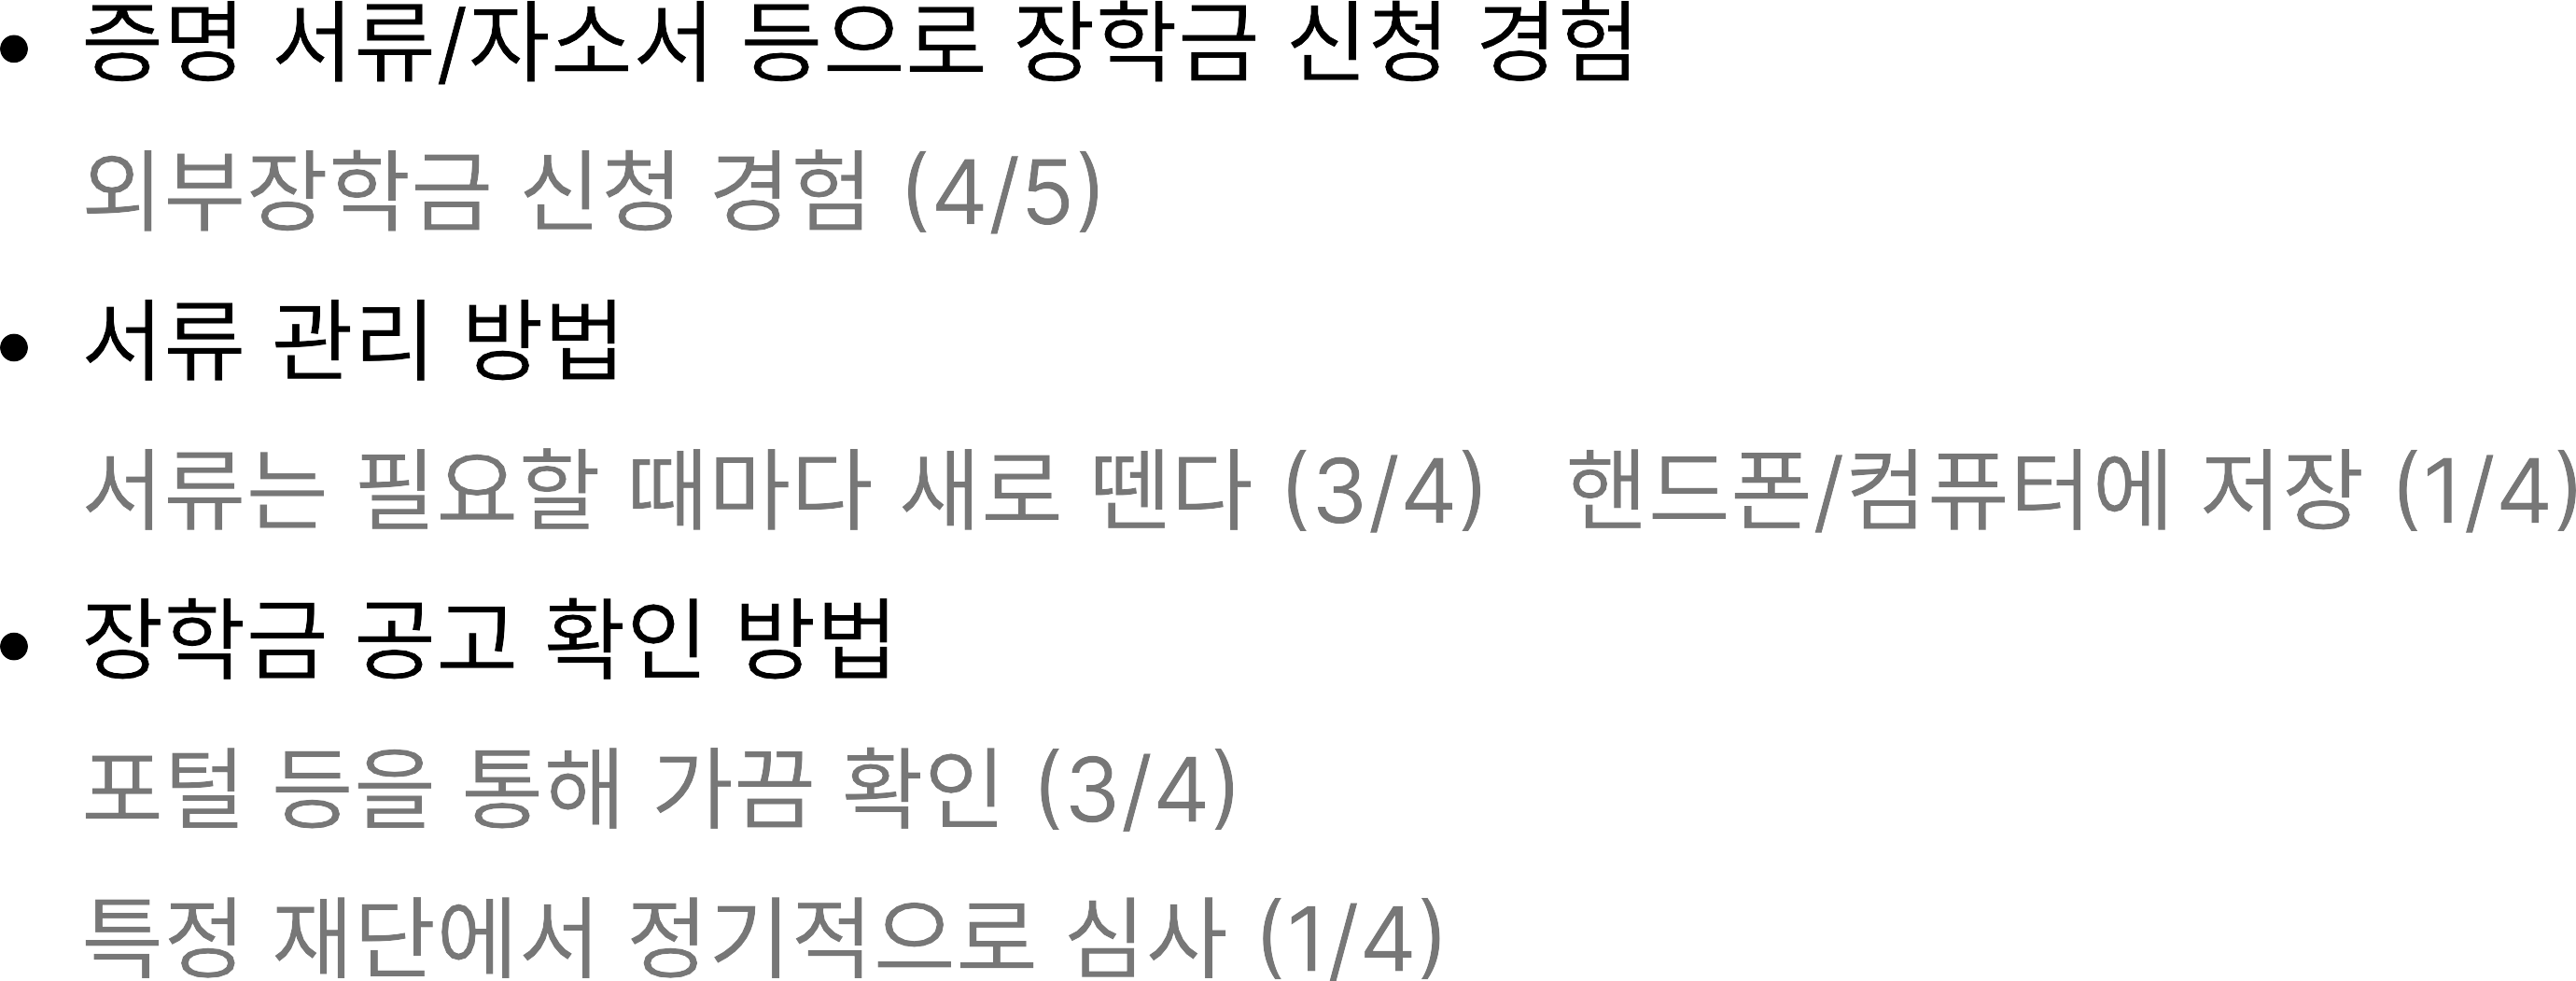 • 증명 서류/자소서 등으로 장학금 신청 경험
외부장학금 신청 경험 (4/5)
• 서류 관리 방법
서류는 필요할 때마다 새로 뗀다 (3/4) 핸드폰/컴퓨터에 저장 (1/4)
• 장학금 공고 확인 방법
포털 등을 통해 가끔 확인 (3/4)
특정 재단에서 정기적으로 심사 (1/4)